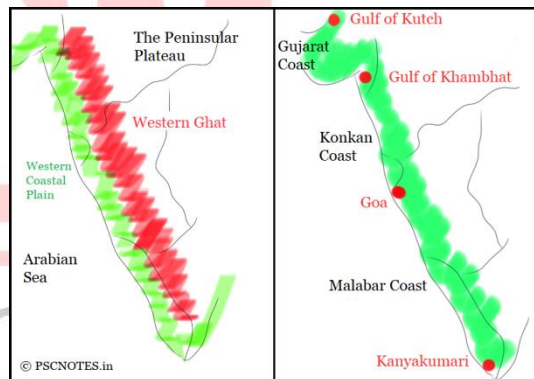 The Peninsular
Plateau
Western Ghat
Western
Coastal
Plain
Arabian
Sea
© PSCNOTES.in
Gulf of Kutch
Gujarat
Coast
Gulf of Khambhat
Konkan
Coast
Goa
Malabar Coast
Kanyakumari